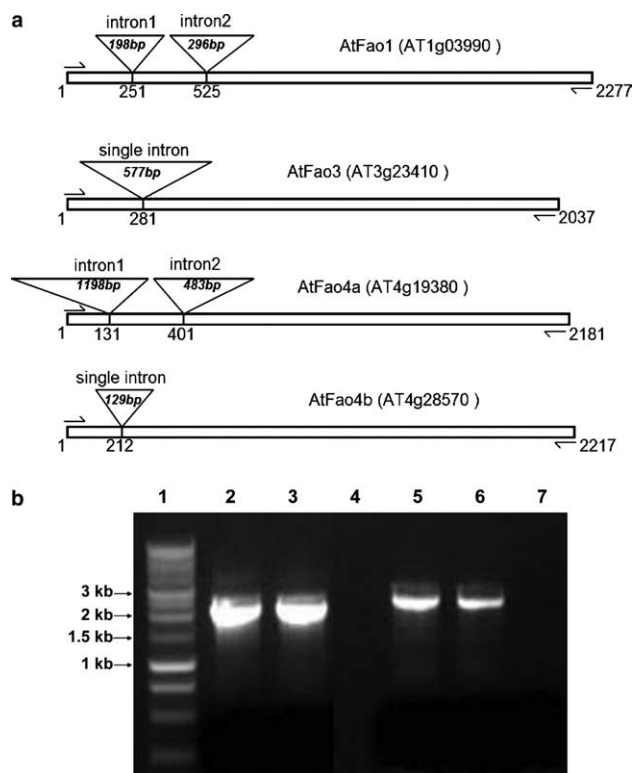 a
intron1 intron2
198bp 296bp AtFao1 (AT1g03990)
1 251 525 2277
single intron
577bp AtFao3 (AT3g23410)
1 281 2037
intron1 intron2
1198bp 483bp AtFao4a (AT4g19380)
1 131 401 2181
single intron
129bp AtFao4b (AT4g28570 )
1 212 2217
b 1 2 3 4 5 6 7
3 kb
2 kb
1.5 kb
1 kb